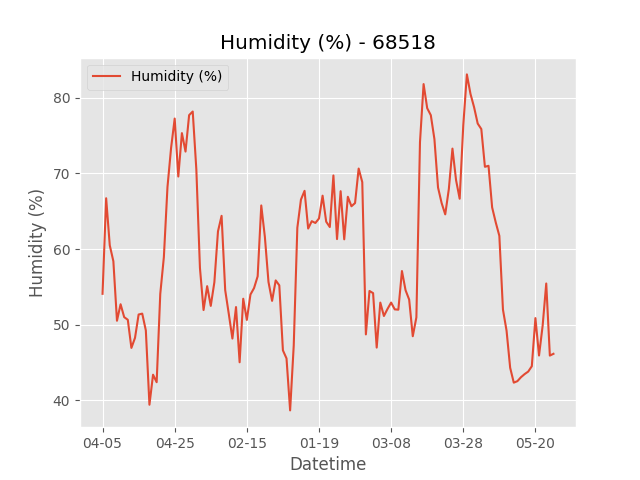 Humidity (%) - 68518
Humidity (%)
80
70
60
50
40
Humidity (%)
04-05 04-25 02-15 01-19 03-08 03-28 05-20
Datetime